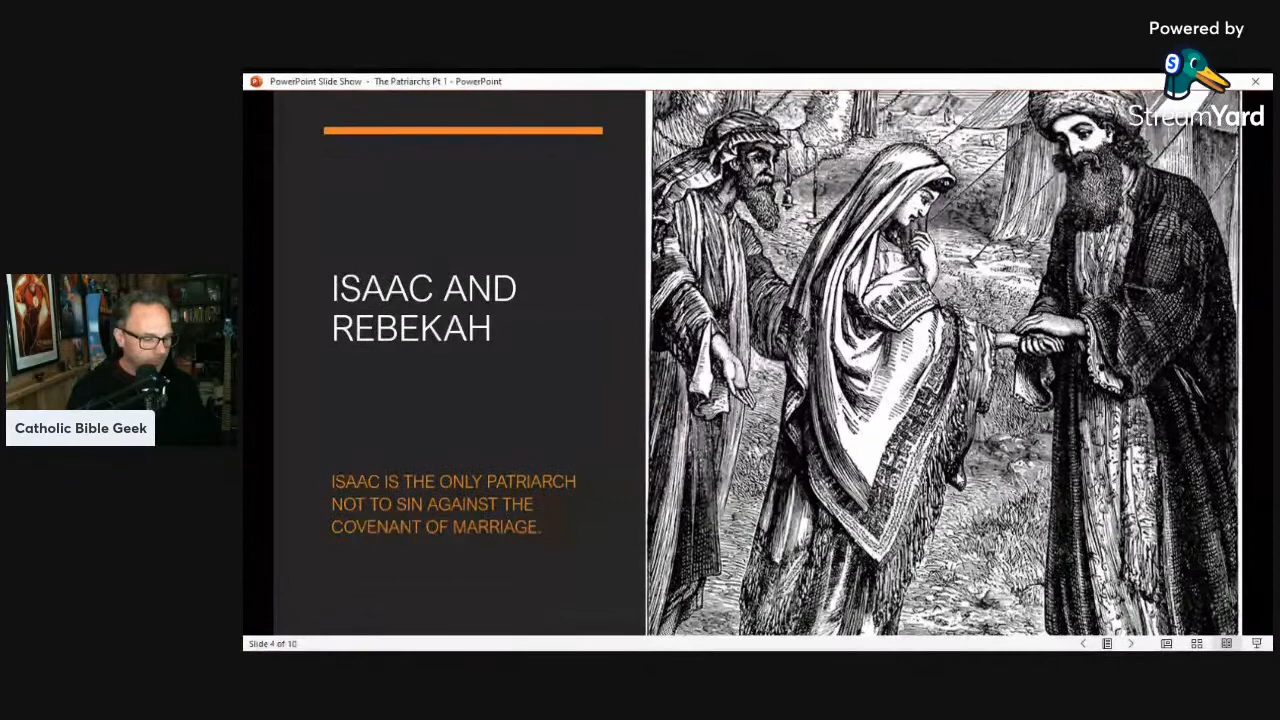 Powered by
StreamYard
PowerPoint Slide Show - The Patriarchs Pt 1 - PowerPoint
ISAAC AND
REBEKAH
ISAAC IS THE ONLY PATRIARCH
NOT TO SIN AGAINST THE
COVENANT OF MARRIAGE.
Catholic Bible Geek
Slide 4 of 10